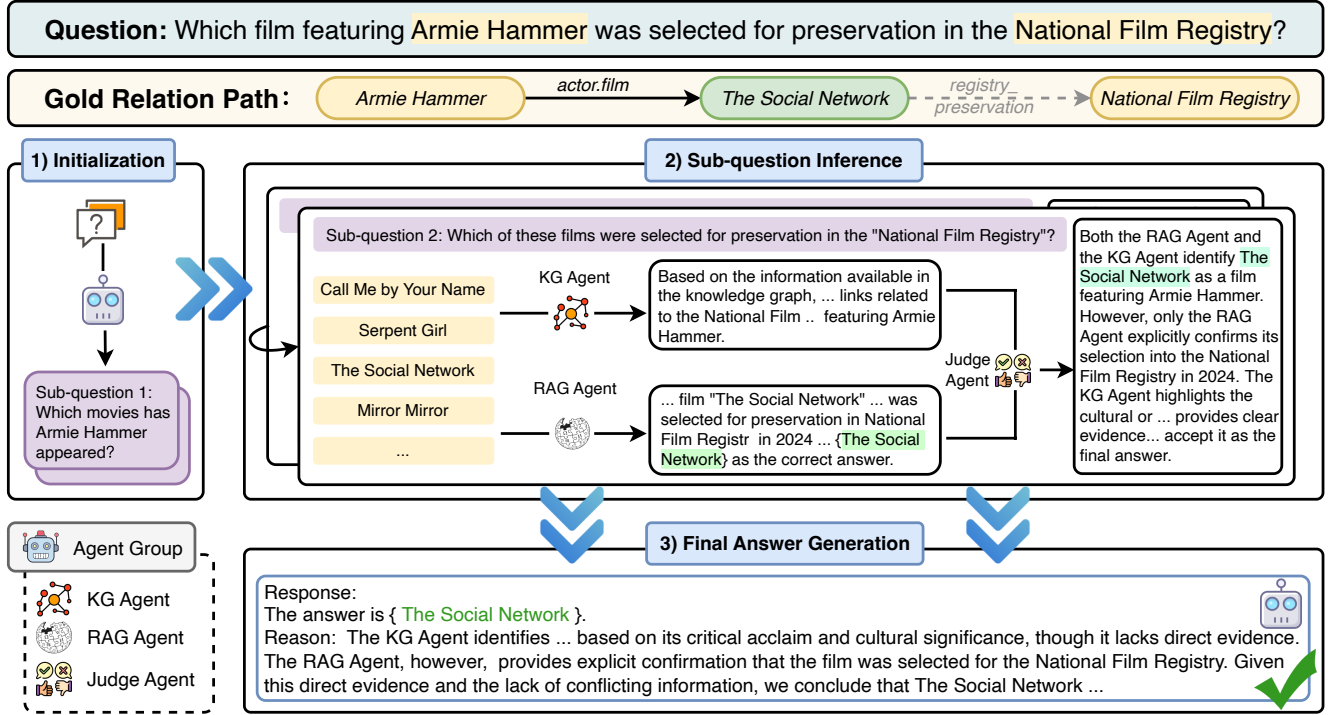 Question: Which film featuring Armie Hammer was selected for preservation in the National Film Registry?
Gold Relation Path:
Armie Hammer
actor.film
The Social Network
registry_
preservation
National Film Registry
1) Initialization
?
Sub-question 1:
Which movies has
Armie Hammer
appeared?
2) Sub-question Inference
Sub-question 2: Which of these films were selected for preservation in the "National Film Registry"?
Call Me by Your Name
Serpent Girl
The Social Network
Mirror Mirror
...
KG Agent
RAG Agent
Based on the information available in
the knowledge graph, ... links related
to the National Film .. featuring Armie
Hammer.
... film "The Social Network" ... was
selected for preservation in National
Film Registr in 2024 ... {The Social
Network} as the correct answer.
Judge
Agent
Both the RAG Agent and
the KG Agent identify The
Social Network as a film
featuring Armie Hammer.
However, only the RAG
Agent explicitly confirms its
selection into the National
Film Registry in 2024. The
KG Agent highlights the
cultural or ... provides clear
evidence... accept it as the
final answer.
Agent Group
KG Agent
RAG Agent
Judge Agent
3) Final Answer Generation
Response:
The answer is { The Social Network }.
Reason: The KG Agent identifies ... based on its critical acclaim and cultural significance, though it lacks direct evidence.
The RAG Agent, however, provides explicit confirmation that the film was selected for the National Film Registry. Given
this direct evidence and the lack of conflicting information, we conclude that The Social Network ...